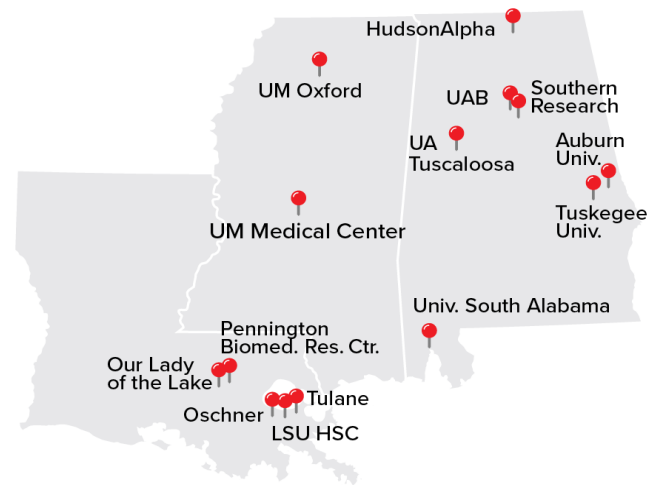 HudsonAlpha
UM Oxford
UAB
Southern
Research
UA
Tuscaloosa
Auburn
Univ.
Tuskegee
Univ.
UM Medical Center
Univ. South Alabama
Pennington
Biomed. Res. Ctr.
Our Lady
of the Lake
Oschner
Tulane
LSU HSC